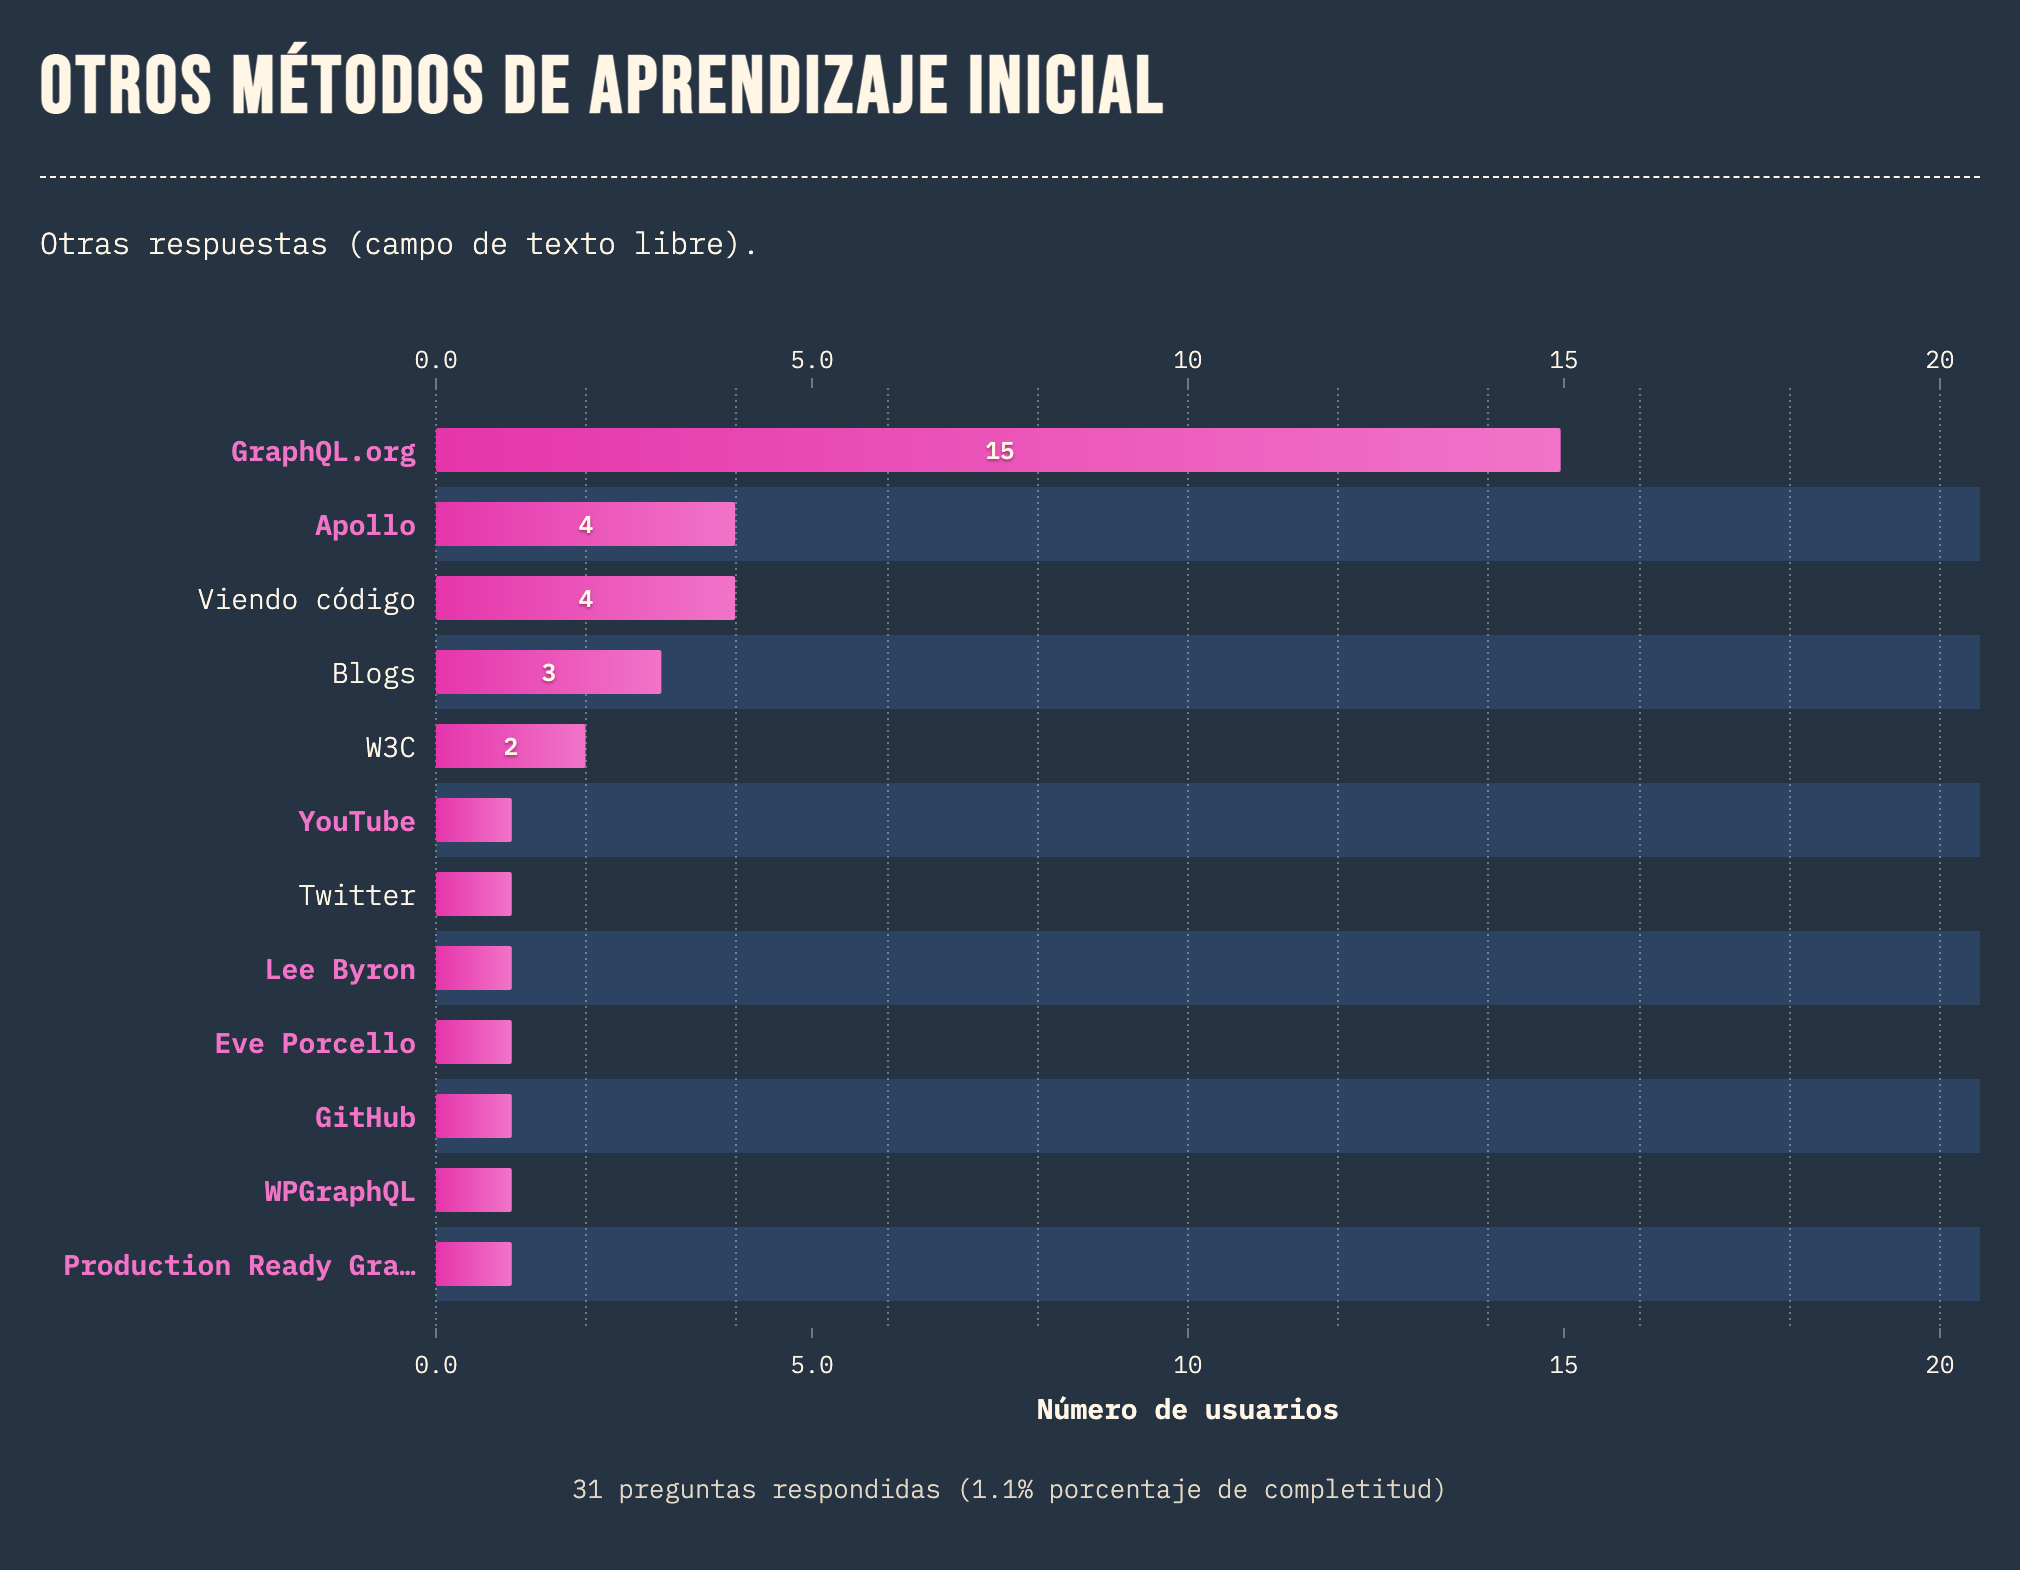 OTROS MÉTODOS DE APRENDIZAJE INICIAL
Otras respuestas (campo de texto libre).
0.0 5.0 10 15 20
GraphQL.org 15
Apollo 4
Viendo código 4
Blogs 3
W3C 2
YouTube
Twitter
Lee Byron
Eve Porcello
GitHub
WPGraphQL
Production Ready Gra…
0.0 5.0 10 15 20
Número de usuarios
31 preguntas respondidas (1.1% porcentaje de completitud)